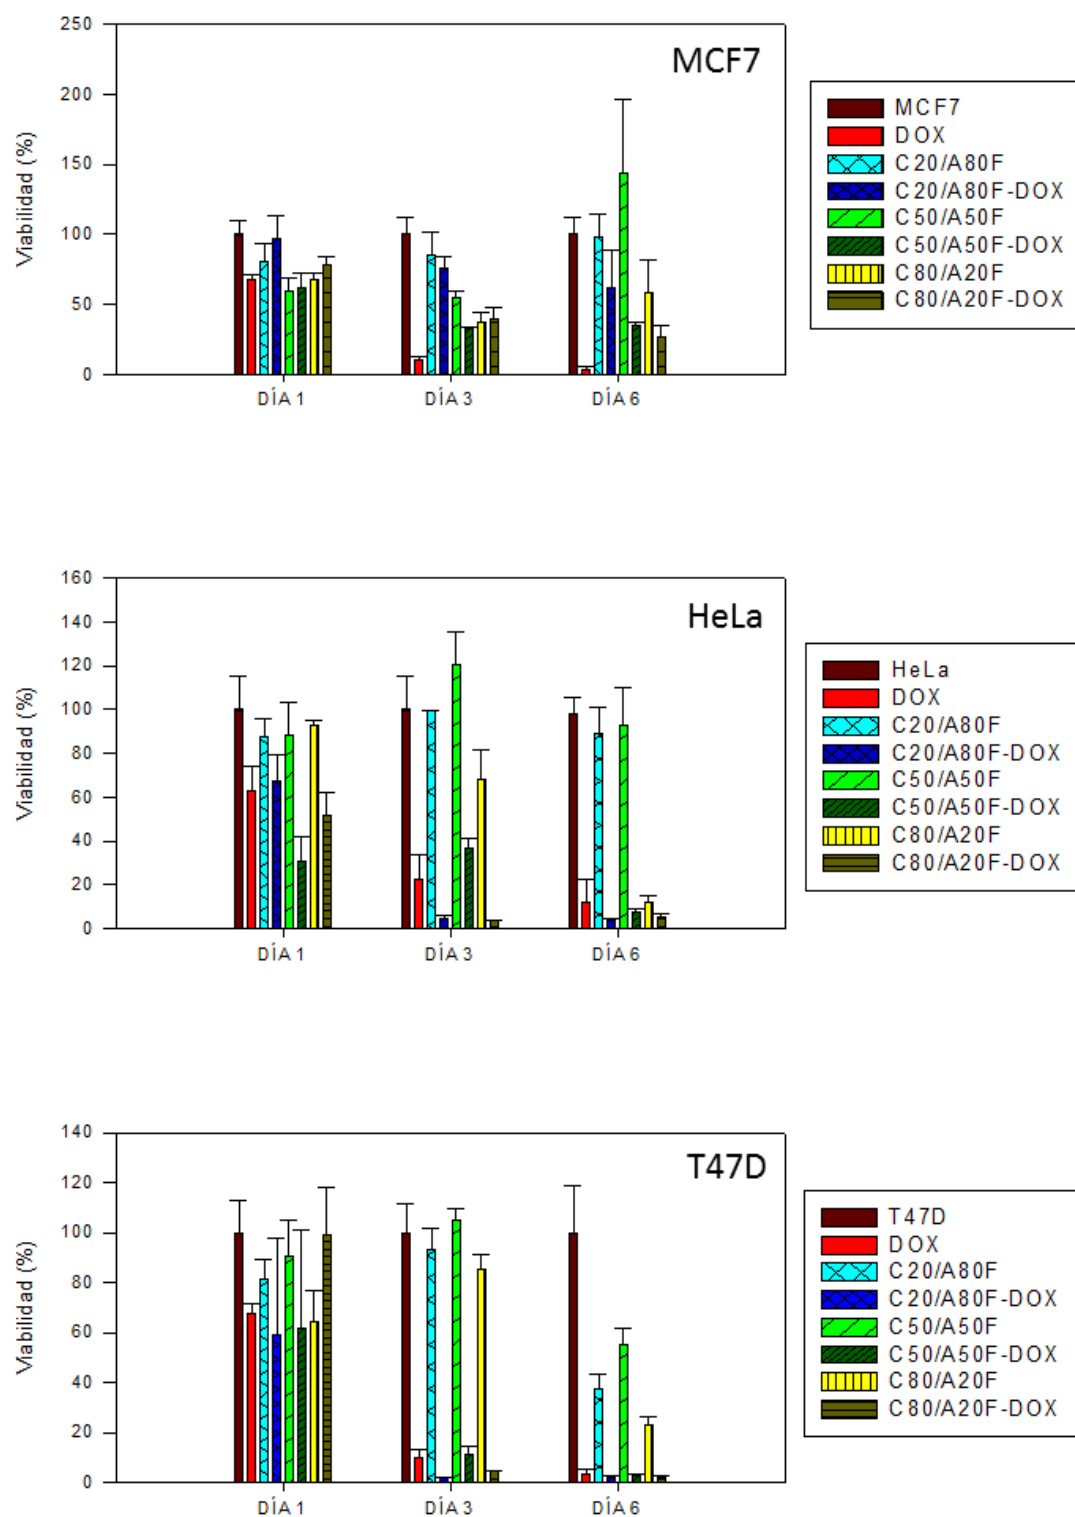 250
200
150
100
50
0
Viabilidad (%)
MCF7
DÍA 1
DÍA 3
DÍA 6
MCF7
DOX
C20/A80F
C20/A80F-DOX
C50/A50F
C50/A50F-DOX
C80/A20F
C80/A20F-DOX
160
140
120
100
80
60
40
20
0
Viabilidad (%)
HeLa
DÍA 1
DÍA 3
DÍA 6
HeLa
DOX
C20/A80F
C20/A80F-DOX
C50/A50F
C50/A50F-DOX
C80/A20F
C80/A20F-DOX
140
120
100
80
60
40
20
0
Viabilidad (%)
T47D
DÍA 1
DÍA 3
DÍA 6
T47D
DOX
C20/A80F
C20/A80F-DOX
C50/A50F
C50/A50F-DOX
C80/A20F
C80/A20F-DOX